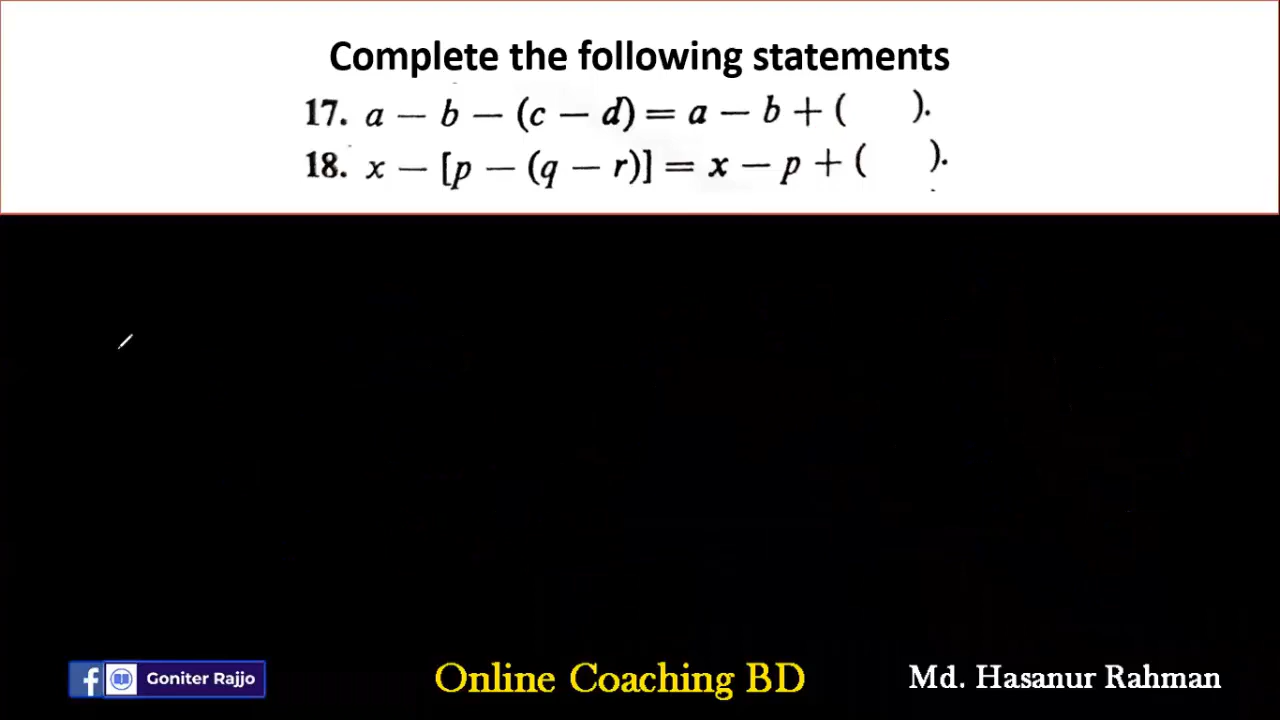 Complete the following statements
17. a − b − (c − d) = a − b + ( ).
18. x − [p − (q − r)] = x − p + ( ).
f Goniter Rajjo
Online Coaching BD
Md. Hasanur Rahman